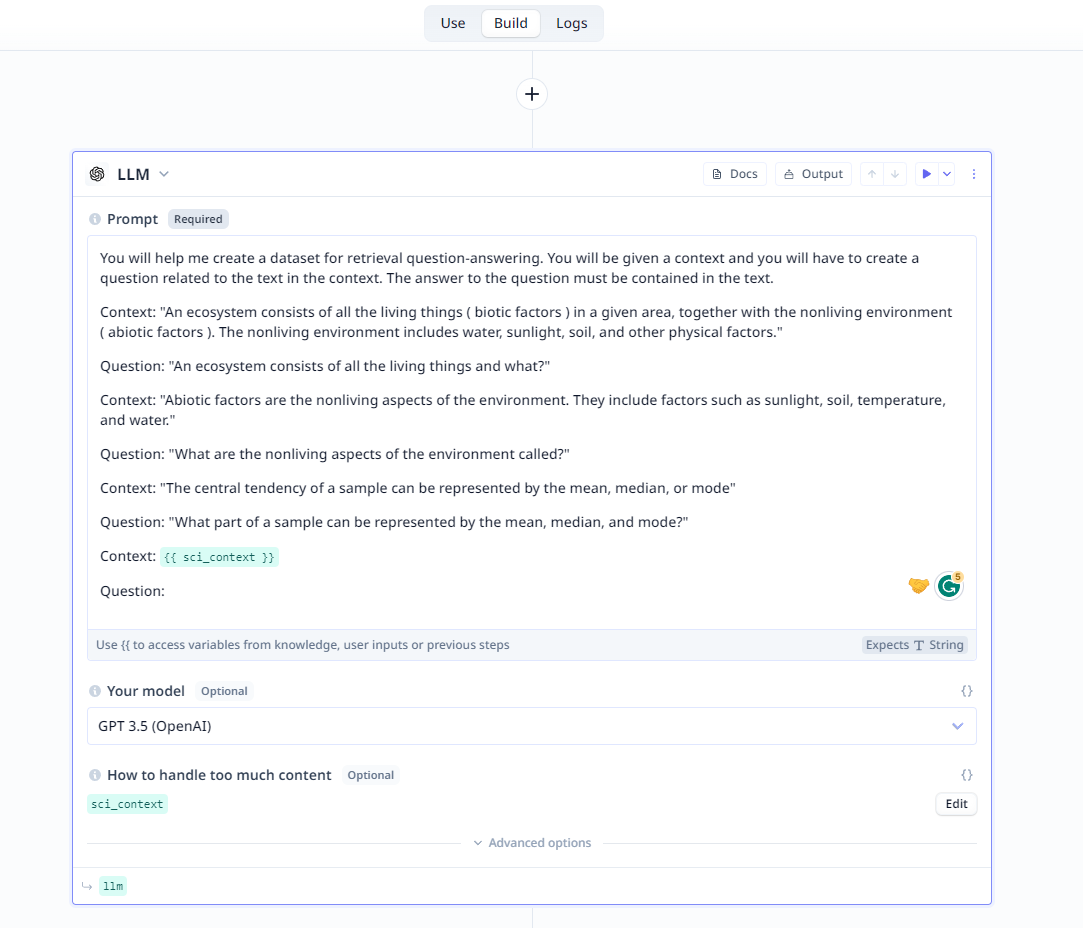 Use Build Logs
LLM Docs Output
Prompt Required
You will help me create a dataset for retrieval question-answering. You will be given a context and you will have to create a
question related to the text in the context. The answer to the question must be contained in the text.
Context: "An ecosystem consists of all the living things ( biotic factors ) in a given area, together with the nonliving environment
( abiotic factors ). The nonliving environment includes water, sunlight, soil, and other physical factors."
Question: "An ecosystem consists of all the living things and what?"
Context: "Abiotic factors are the nonliving aspects of the environment. They include factors such as sunlight, soil, temperature,
and water."
Question: "What are the nonliving aspects of the environment called?"
Context: "The central tendency of a sample can be represented by the mean, median, or mode"
Question: "What part of a sample can be represented by the mean, median, and mode?"
Context: {{ sci_context }}
Question:
5
Use {{ to access variables from knowledge, user inputs or previous steps Expects T String
Your model Optional {}
GPT 3.5 (OpenAI)
How to handle too much content Optional {}
sci_context Edit
Advanced options
llm